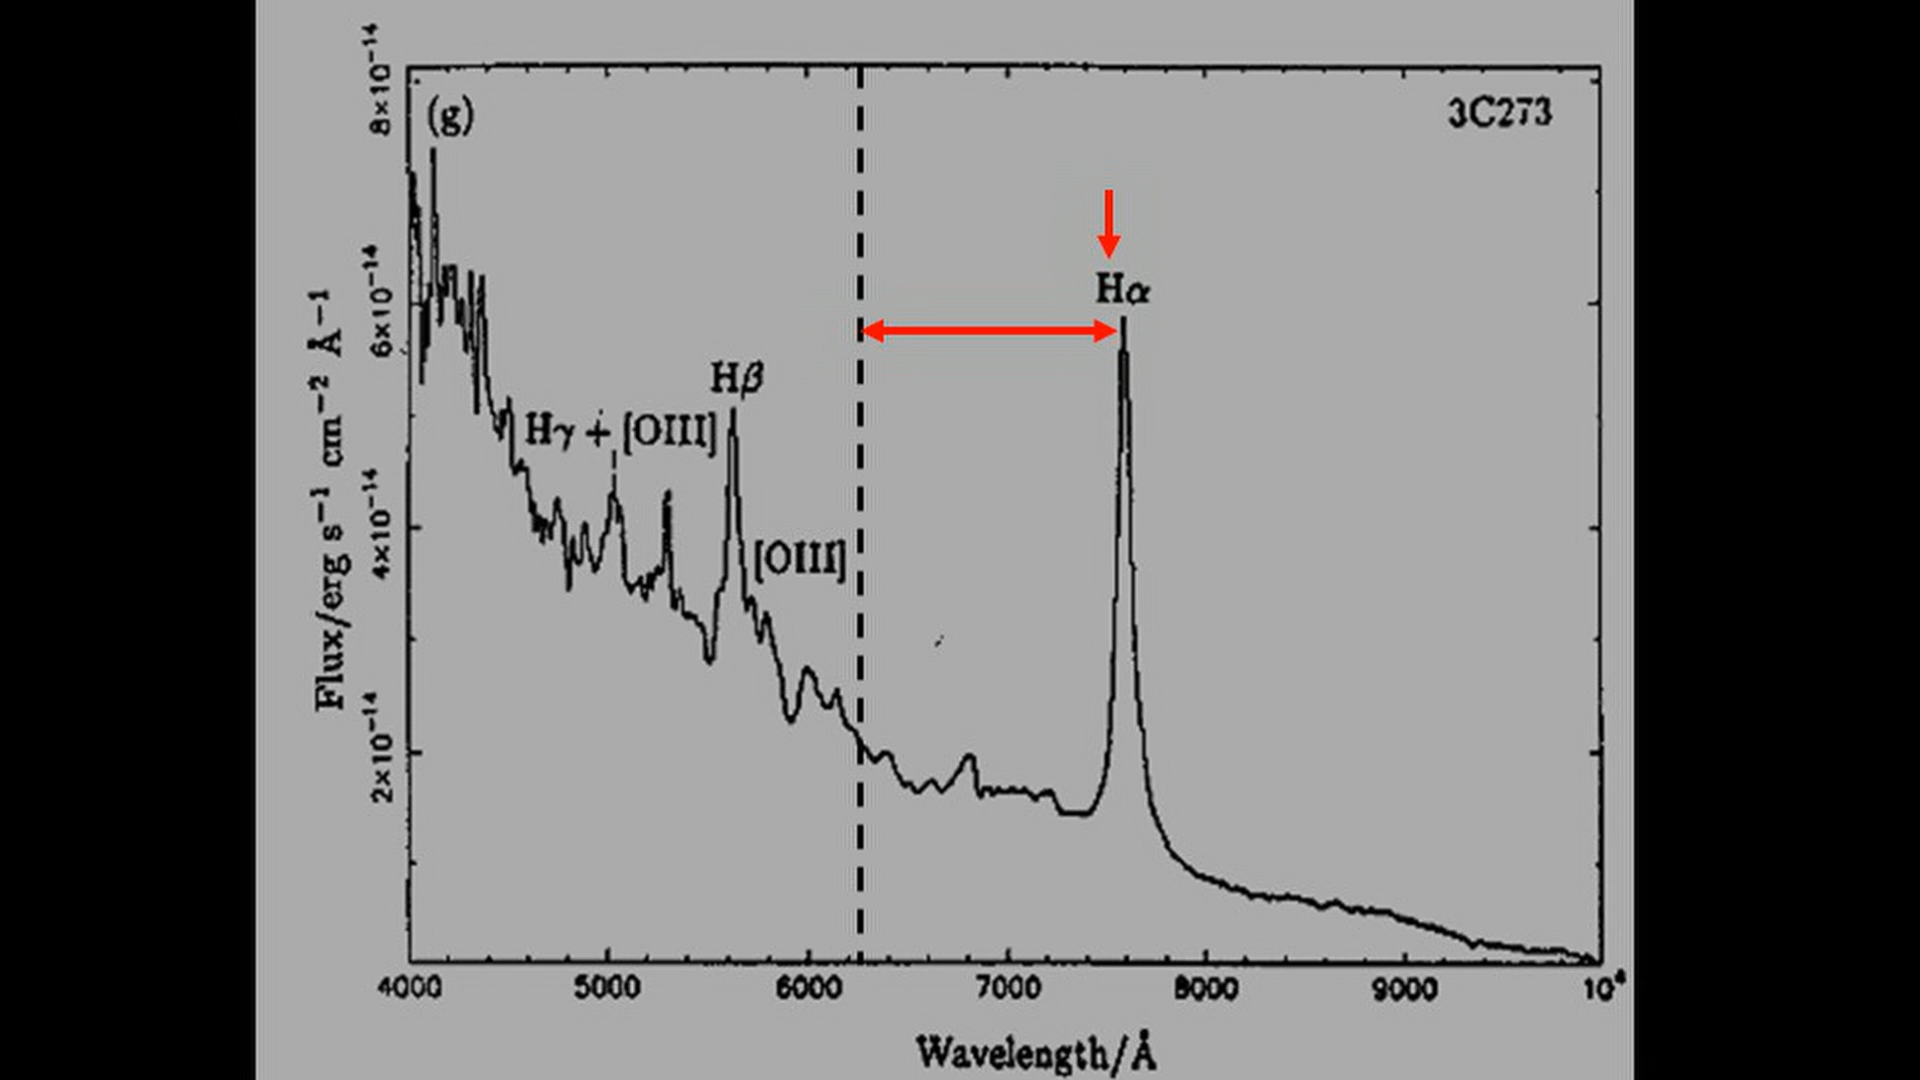 (g)
3C273
Hα
Hβ
Hγ + [OIII]
[OIII]
8×10⁻¹⁴
6×10⁻¹⁴
4×10⁻¹⁴
2×10⁻¹⁴
Flux/erg s⁻¹ cm⁻² Å⁻¹
4000 5000 6000 7000 8000 9000 10⁴
Wavelength/Å